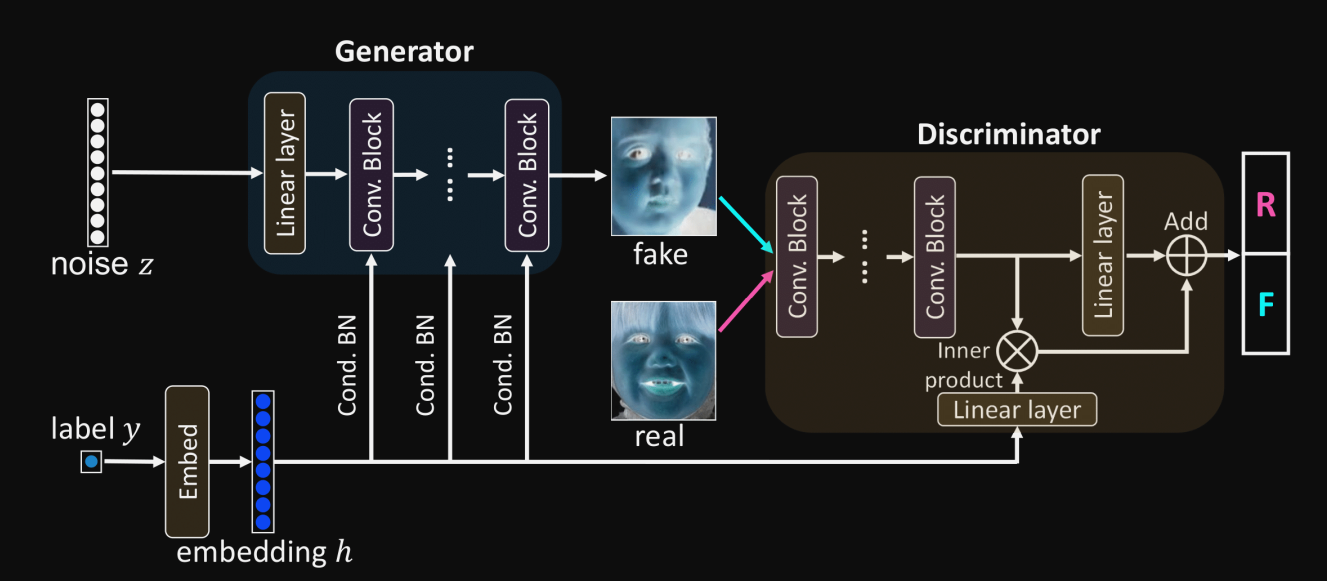 Generator
Linear layer
Conv. Block
... ...
Conv. Block
noise z
fake
real
label y
Embed
embedding h
Cond. BN
Cond. BN
Cond. BN
Discriminator
Conv. Block
... ...
Conv. Block
Linear layer
Add
Inner
product
Linear layer
R
F